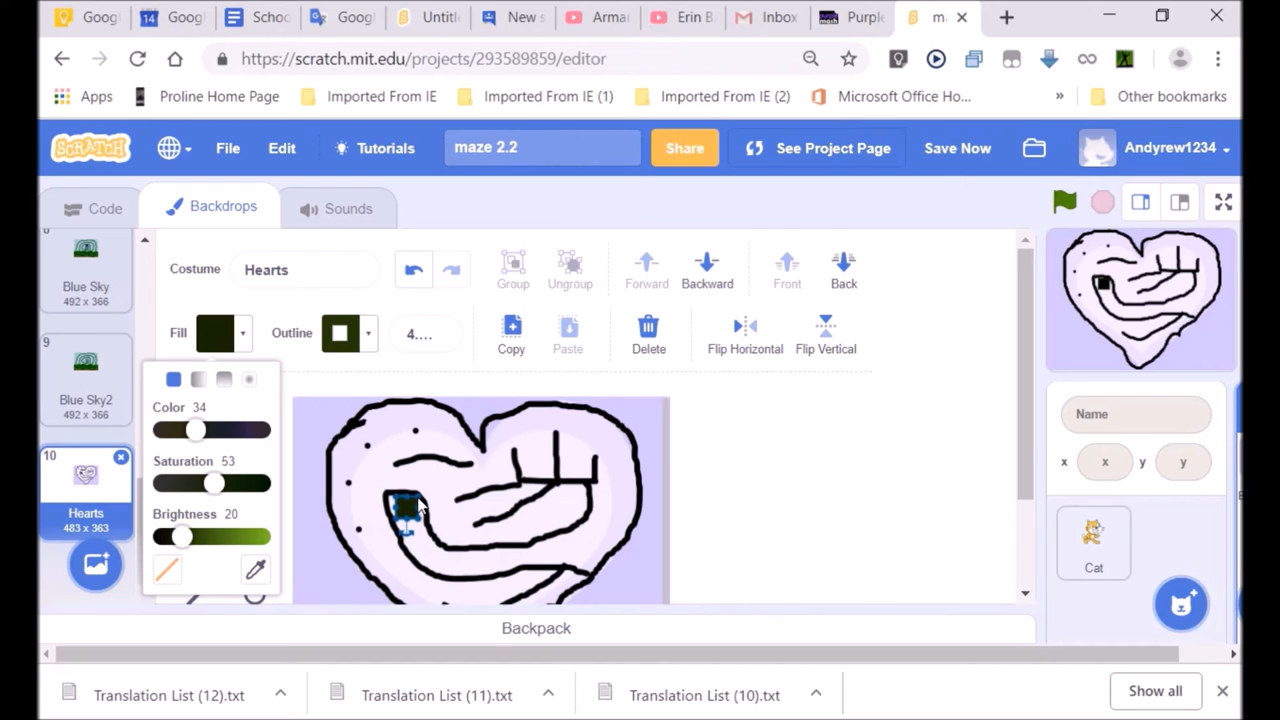 Googl
14 Googl
Schoo
Googl
Untitl
New s
Armar
Erin B
Inbox
Purple
m
https://scratch.mit.edu/projects/293589859/editor
Apps
Proline Home Page
Imported From IE
Imported From IE (1)
Imported From IE (2)
Microsoft Office Ho...
»
Other bookmarks
SCRATCH
File
Edit
Tutorials
maze 2.2
Share
See Project Page
Save Now
Andyrew1234
Code
Backdrops
Sounds
Blue Sky
492 x 366
9
Blue Sky2
492 x 366
10
Hearts
483 x 363
Costume
Hearts
Group
Ungroup
Forward
Backward
Front
Back
Fill
Outline
4....
Copy
Paste
Delete
Flip Horizontal
Flip Vertical
Color 34
Saturation 53
Brightness 20
Name
x
x
y
y
Cat
Backpack
Translation List (12).txt
Translation List (11).txt
Translation List (10).txt
Show all